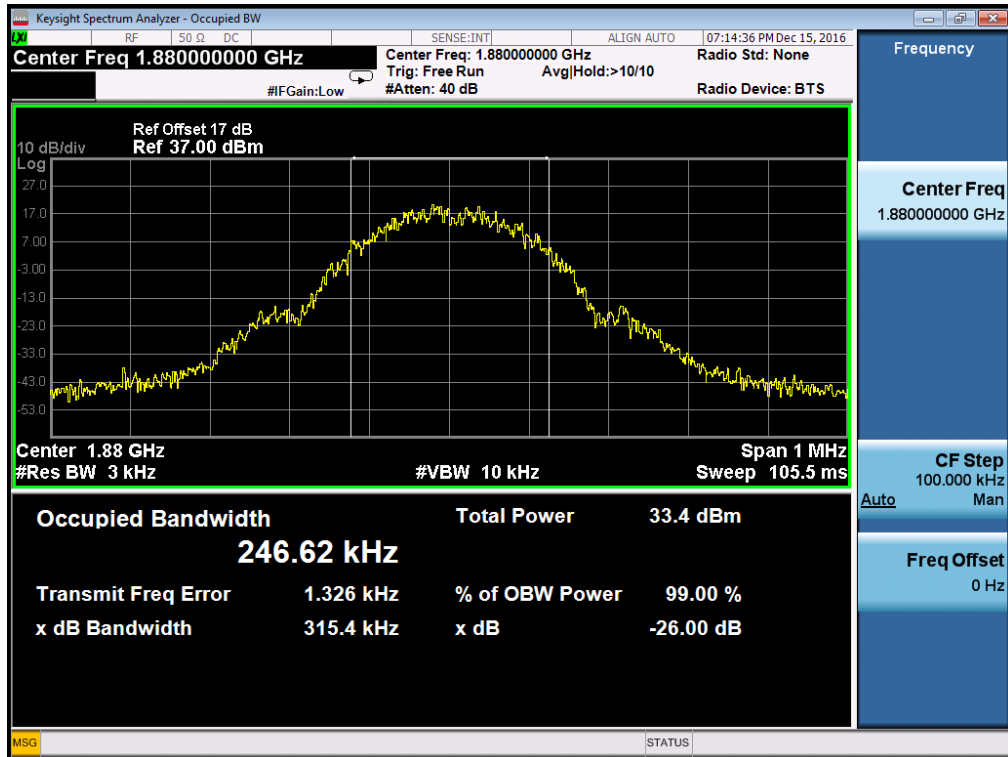 Keysight Spectrum Analyzer - Occupied BW
LXI RF 50 Ω DC SENSE:INT ALIGN AUTO 07:14:36 PM Dec 15, 2016
Center Freq 1.880000000 GHz
#IFGain:Low
Center Freq: 1.880000000 GHz
Trig: Free Run Avg|Hold:>10/10
#Atten: 40 dB
Radio Std: None
Radio Device: BTS
Ref Offset 17 dB
10 dB/div Ref 37.00 dBm
Log
27.0
17.0
7.00
-3.00
-13.0
-23.0
-33.0
-43.0
-53.0
Center 1.88 GHz Span 1 MHz
#Res BW 3 kHz #VBW 10 kHz Sweep 105.5 ms
Occupied Bandwidth Total Power 33.4 dBm
246.62 kHz
Transmit Freq Error 1.326 kHz % of OBW Power 99.00 %
x dB Bandwidth 315.4 kHz x dB -26.00 dB
MSG STATUS
Frequency
Center Freq
1.880000000 GHz
CF Step
100.000 kHz
Auto Man
Freq Offset
0 Hz